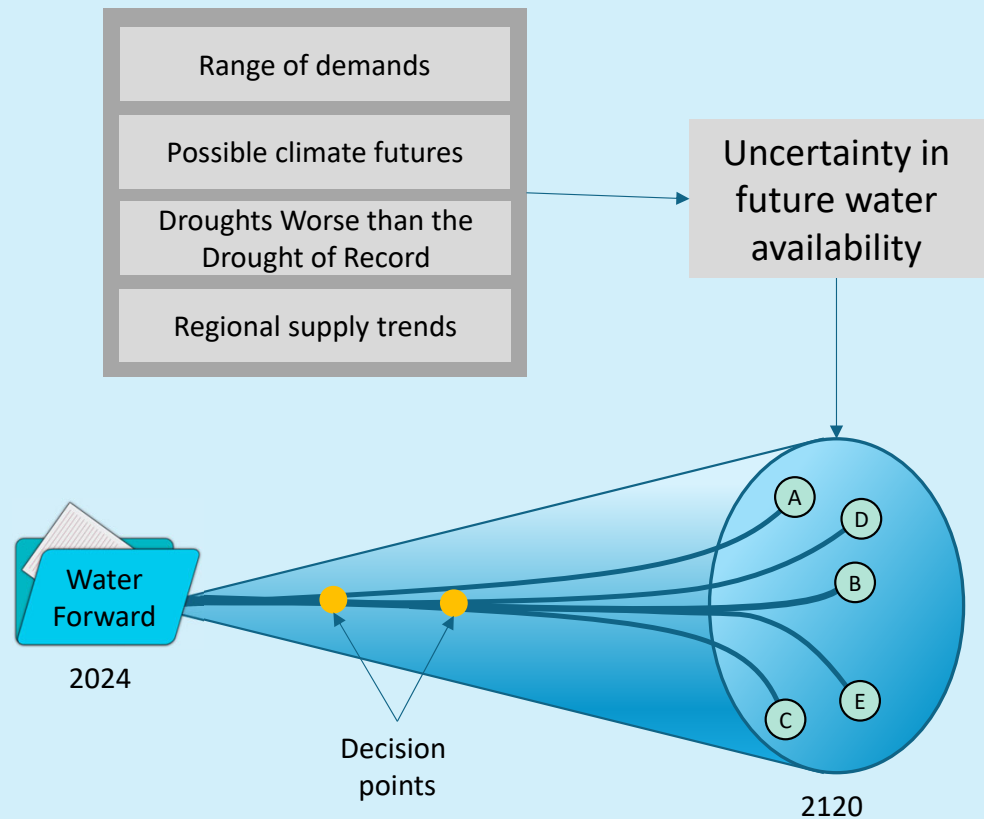 Range of demands
Possible climate futures
Droughts Worse than the
Drought of Record
Regional supply trends
Uncertainty in
future water
availability
A
D
B
E
C
Water
Forward
2024
Decision
points
2120